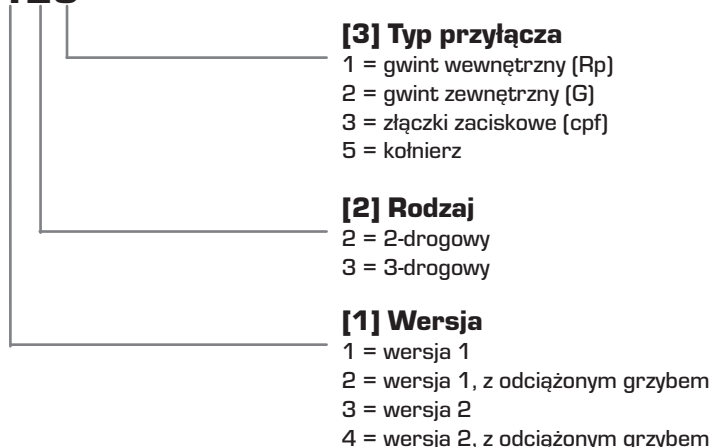 [3] Typ przyłącza
1 = gwint wewnętrzny (Rp)
2 = gwint zewnętrzny (G)
3 = złączki zaciskowe (cpf)
5 = kołnierz
[2] Rodzaj
2 = 2-drogowy
3 = 3-drogowy
[1] Wersja
1 = wersja 1
2 = wersja 1, z odciążonym grzybem
3 = wersja 2
4 = wersja 2, z odciążonym grzybem